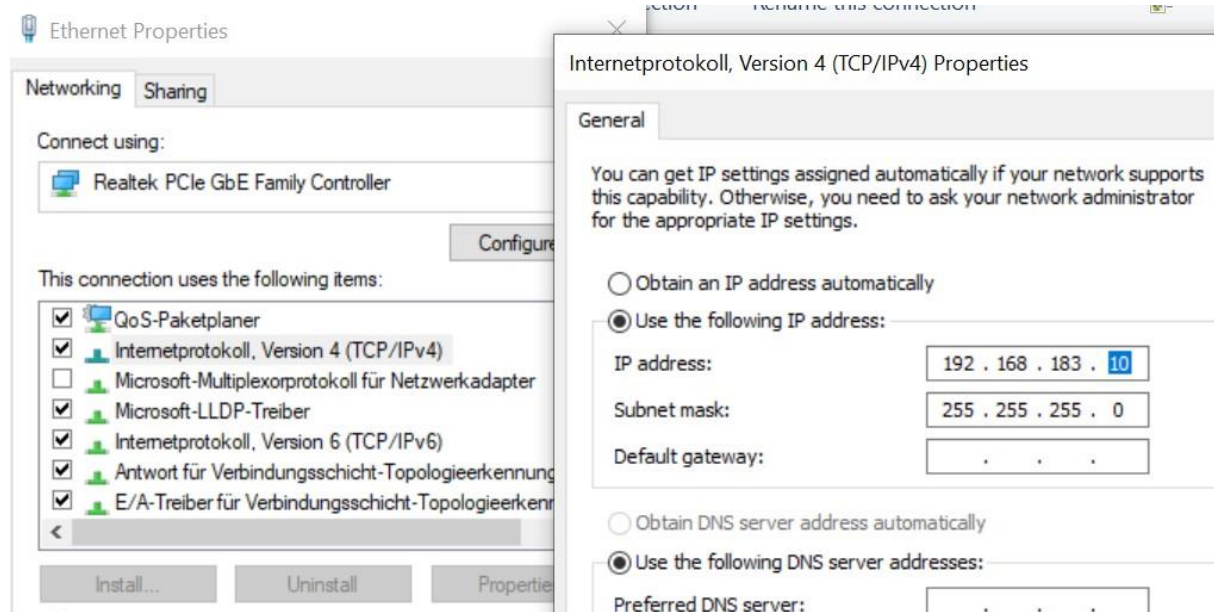 Rename this connection
Ethernet Properties
Networking
Sharing
Connect using:
Realtek PCIe GbE Family Controller
Configure
This connection uses the following items:
QoS-Paketplaner
Internetprotokoll, Version 4 (TCP/IPv4)
Microsoft-Multiplexorprotokoll für Netzwerkadapter
Microsoft-LLDP-Treiber
Internetprotokoll, Version 6 (TCP/IPv6)
Antwort für Verbindungsschicht-Topologieerkennung
E/A-Treiber für Verbindungsschicht-Topologieerkenn
Install...
Uninstall
Propertie
Internetprotokoll, Version 4 (TCP/IPv4) Properties
General
You can get IP settings assigned automatically if your network supports
this capability. Otherwise, you need to ask your network administrator
for the appropriate IP settings.
Obtain an IP address automatically
Use the following IP address:
IP address:
192 . 168 . 183 . 10
Subnet mask:
255 . 255 . 255 . 0
Default gateway:
. . .
Obtain DNS server address automatically
Use the following DNS server addresses:
Preferred DNS server:
. . .